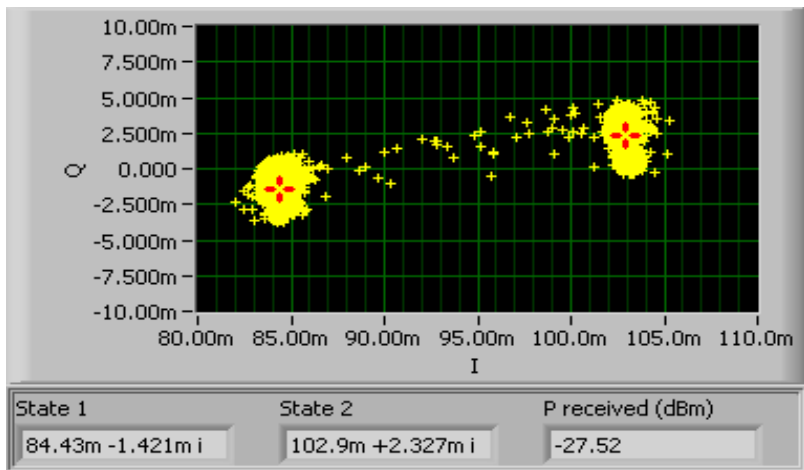 10.00m
7.500m
5.000m
2.500m
0.000
-2.500m
-5.000m
-7.500m
-10.00m
Q
80.00m 85.00m 90.00m 95.00m 100.0m 105.0m 110.0m
I
State 1 State 2 P received (dBm)
84.43m -1.421m i 102.9m +2.327m i -27.52